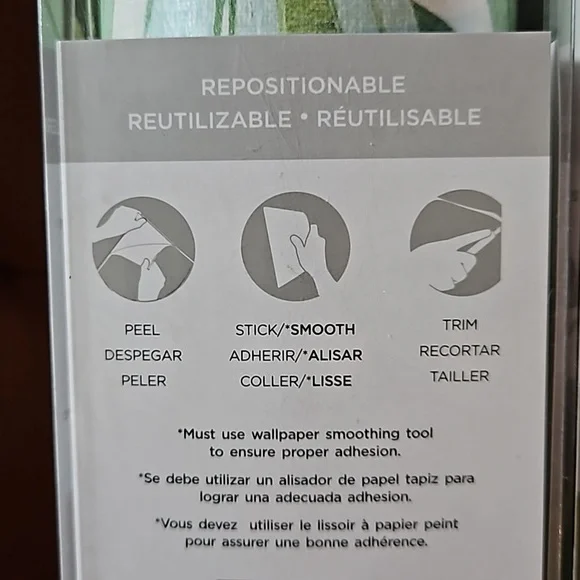 REPOSITIONABLE
REUTILIZABLE • RÉUTILISABLE
PEEL
DESPEGAR
PELER
STICK/*SMOOTH
ADHERIR/*ALISAR
COLLER/*LISSE
TRIM
RECORTAR
TAILLER
*Must use wallpaper smoothing tool
to ensure proper adhesion.
*Se debe utilizar un alisador de papel tapiz para
lograr una adecuada adhesion.
*Vous devez utiliser le lissoir à papier peint
pour assurer une bonne adhérence.